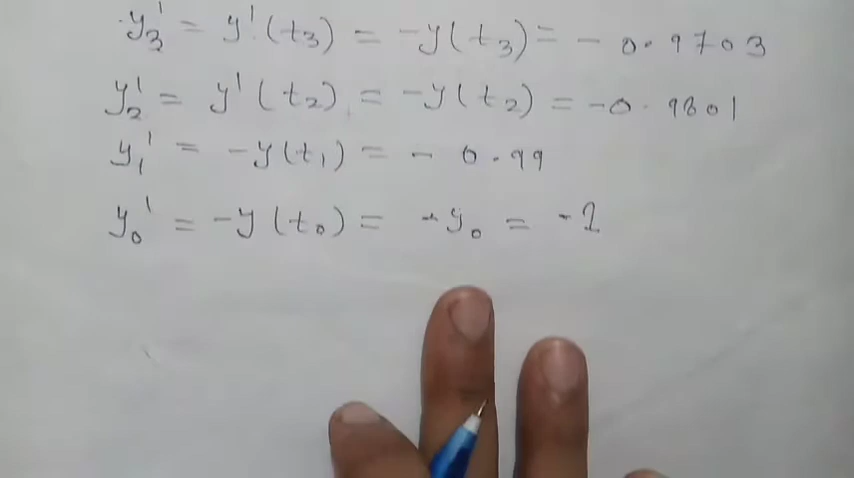 y₃' = y'(t₃) = -y(t₃) = - 0.9703
y₂' = y'(t₂) = -y(t₂) = -0.9801
y₁' = -y(t₁) = - 0.99
y₀' = -y(t₀) = -y₀ = -1